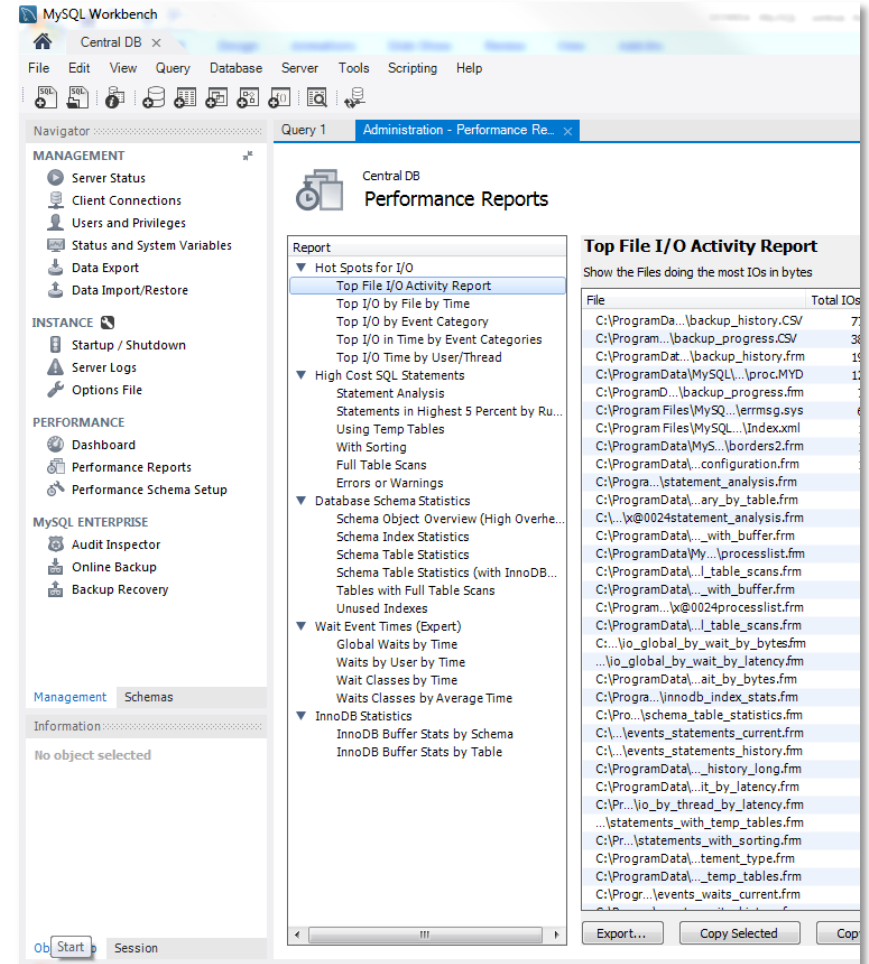 MySQL Workbench
Central DB ×
File Edit View Query Database Server Tools Scripting Help
SQL SQL
Navigator
MANAGEMENT
Server Status
Client Connections
Users and Privileges
Status and System Variables
Data Export
Data Import/Restore
INSTANCE
Startup / Shutdown
Server Logs
Options File
PERFORMANCE
Dashboard
Performance Reports
Performance Schema Setup
MySQL ENTERPRISE
Audit Inspector
Online Backup
Backup Recovery
Management Schemas
Information
No object selected
Ob Start Session
Query 1 Administration - Performance Re... ×
Central DB
Performance Reports
Report
Hot Spots for I/O
Top File I/O Activity Report
Top I/O by File by Time
Top I/O by Event Category
Top I/O in Time by Event Categories
Top I/O Time by User/Thread
High Cost SQL Statements
Statement Analysis
Statements in Highest 5 Percent by Ru...
Using Temp Tables
With Sorting
Full Table Scans
Errors or Warnings
Database Schema Statistics
Schema Object Overview (High Overhe...
Schema Index Statistics
Schema Table Statistics
Schema Table Statistics (with InnoDB...
Tables with Full Table Scans
Unused Indexes
Wait Event Times (Expert)
Global Waits by Time
Waits by User by Time
Wait Classes by Time
Waits Classes by Average Time
InnoDB Statistics
InnoDB Buffer Stats by Schema
InnoDB Buffer Stats by Table
Top File I/O Activity Report
Show the Files doing the most IOs in bytes
File Total IOs
C:\ProgramDa...\backup_history.CSV
C:\Program...\backup_progress.CSV
C:\ProgramDat...\backup_history.frm
C:\ProgramData\MySQL\...\proc.MYD
C:\ProgramD...\backup_progress.frm
C:\Program Files\MySQ...\errmsg.sys
C:\Program Files\MySQL...\Index.xml
C:\ProgramData\MyS...\borders2.frm
C:\ProgramData\...configuration.frm
C:\Progra...\statement_analysis.frm
C:\ProgramData\...ary_by_table.frm
C:\...\x@0024statement_analysis.frm
C:\ProgramData\..._with_buffer.frm
C:\ProgramData\My...\processlist.frm
C:\ProgramData\...l_table_scans.frm
C:\ProgramData\..._with_buffer.frm
C:\Program...\x@0024processlist.frm
C:\ProgramData\...l_table_scans.frm
C:...\io_global_by_wait_by_bytes.frm
...\io_global_by_wait_by_latency.frm
C:\ProgramData\...ait_by_bytes.frm
C:\Progra...\innodb_index_stats.frm
C:\Pro...\schema_table_statistics.frm
C:\...\events_statements_current.frm
C:\...\events_statements_history.frm
C:\ProgramData\..._history_long.frm
C:\ProgramData\...it_by_latency.frm
C:\Pr...\io_by_thread_by_latency.frm
...\statements_with_temp_tables.frm
C:\Pr...\statements_with_sorting.frm
C:\ProgramData\...tement_type.frm
C:\ProgramData\..._temp_tables.frm
C:\Progr...\events_waits_current.frm
Export... Copy Selected Cop